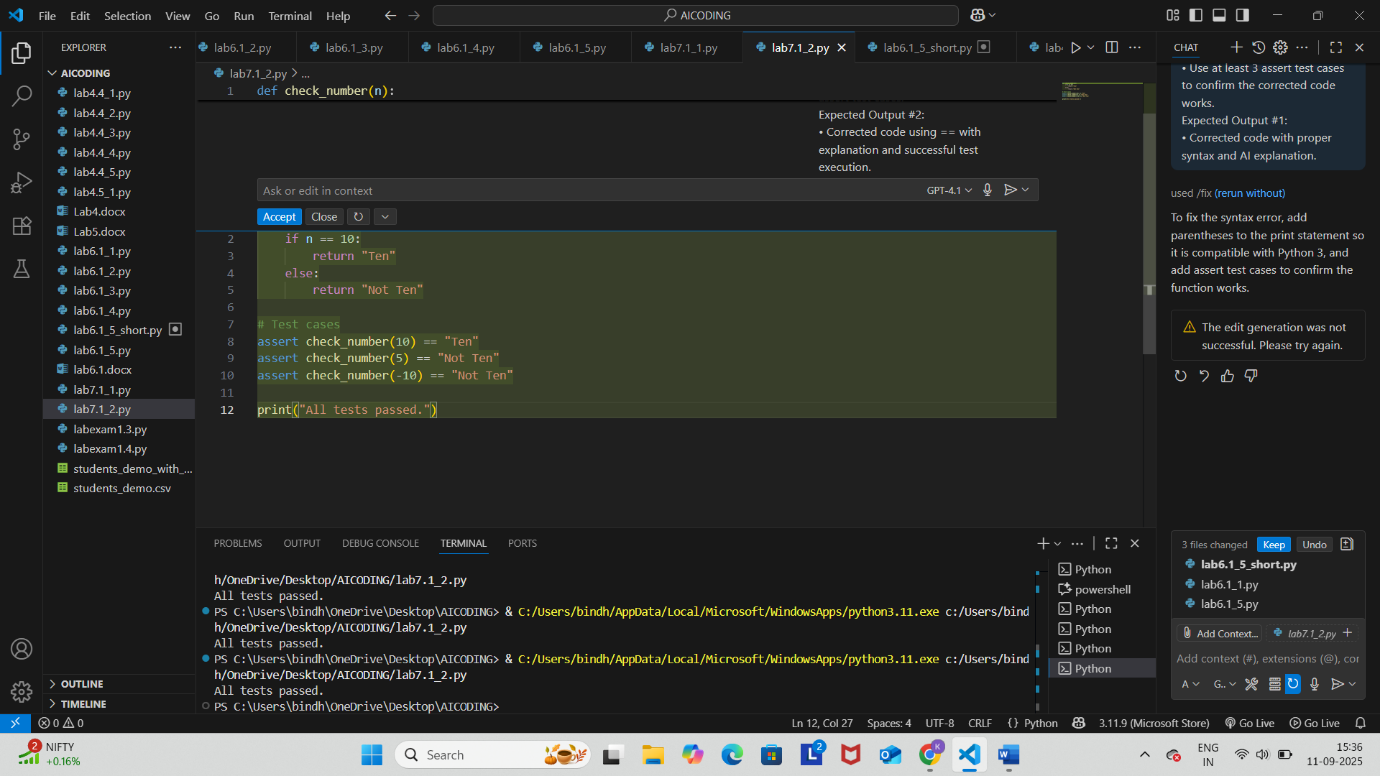 File Edit Selection View Go Run Terminal Help
AICODING
EXPLORER
AICODING
lab4.4_1.py
lab4.4_2.py
lab4.4_3.py
lab4.4_4.py
lab4.4_5.py
lab4.5_1.py
Lab4.docx
Lab5.docx
lab6.1_1.py
lab6.1_2.py
lab6.1_3.py
lab6.1_4.py
lab6.1_5_short.py
lab6.1_5.py
lab6.1.docx
lab7.1_1.py
lab7.1_2.py
labexam1.3.py
labexam1.4.py
students_demo_with_...
students_demo.csv
OUTLINE
TIMELINE
lab6.1_2.py lab6.1_3.py lab6.1_4.py lab6.1_5.py lab7.1_1.py lab7.1_2.py lab6.1_5_short.py lab
lab7.1_2.py > ...
1 def check_number(n):
Expected Output #2:
• Corrected code using == with
explanation and successful test
execution.
Ask or edit in context GPT-4.1
Accept Close
2 if n == 10:
3 return "Ten"
4 else:
5 return "Not Ten"
6
7 # Test cases
8 assert check_number(10) == "Ten"
9 assert check_number(5) == "Not Ten"
10 assert check_number(-10) == "Not Ten"
11
12 print("All tests passed.")
PROBLEMS OUTPUT DEBUG CONSOLE TERMINAL PORTS
h/OneDrive/Desktop/AICODING/lab7.1_2.py
All tests passed.
PS C:\Users\bindh\OneDrive\Desktop\AICODING> & C:/Users/bindh/AppData/Local/Microsoft/WindowsApps/python3.11.exe c:/Users/bind
h/OneDrive/Desktop/AICODING/lab7.1_2.py
All tests passed.
PS C:\Users\bindh\OneDrive\Desktop\AICODING> & C:/Users/bindh/AppData/Local/Microsoft/WindowsApps/python3.11.exe c:/Users/bind
h/OneDrive/Desktop/AICODING/lab7.1_2.py
All tests passed.
PS C:\Users\bindh\OneDrive\Desktop\AICODING>
Python
powershell
Python
Python
Python
Python
CHAT
• Use at least 3 assert test cases
to confirm the corrected code
works.
Expected Output #1:
• Corrected code with proper
syntax and AI explanation.
used /fix (rerun without)
To fix the syntax error, add
parentheses to the print statement so
it is compatible with Python 3, and
add assert test cases to confirm the
function works.
The edit generation was not
successful. Please try again.
3 files changed Keep Undo
lab6.1_5_short.py
lab6.1_1.py
lab6.1_5.py
Add Context... lab7.1_2.py
Add context (#), extensions (@), cor
A G..
0 0 Ln 12, Col 27 Spaces: 4 UTF-8 CRLF {} Python 3.11.9 (Microsoft Store) Go Live Go Live
2 NIFTY
+0.16%
Search
2
K
ENG
IN
15:36
11-09-2025